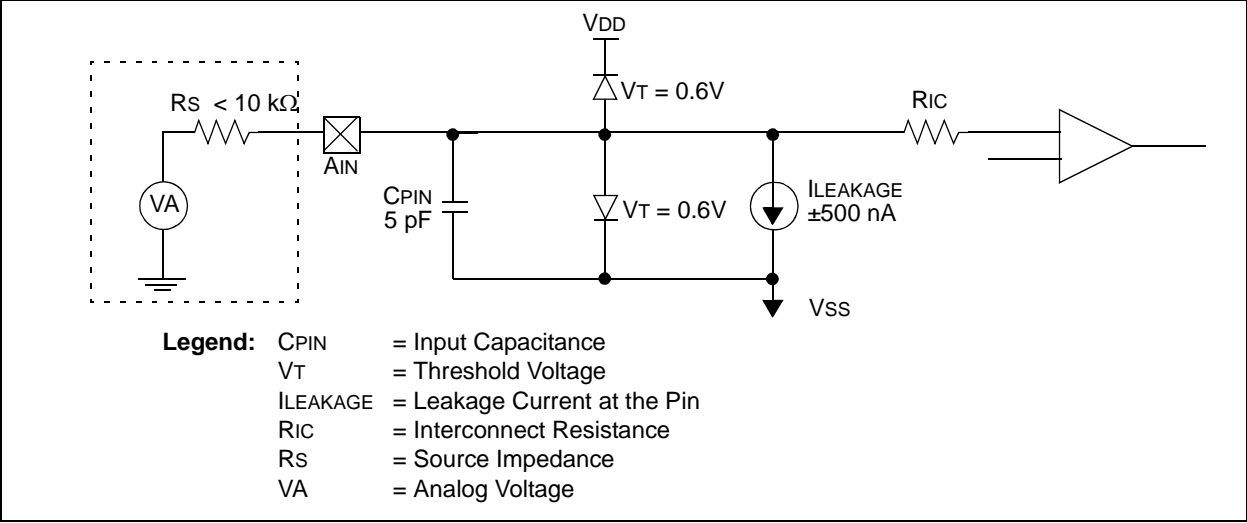 VDD
VT = 0.6V
RS < 10 kΩ
RIC
AIN
CPIN
5 pF
VT = 0.6V
ILEAKAGE
±500 nA
VA
VSS
Legend: CPIN = Input Capacitance
VT = Threshold Voltage
ILEAKAGE = Leakage Current at the Pin
RIC = Interconnect Resistance
RS = Source Impedance
VA = Analog Voltage